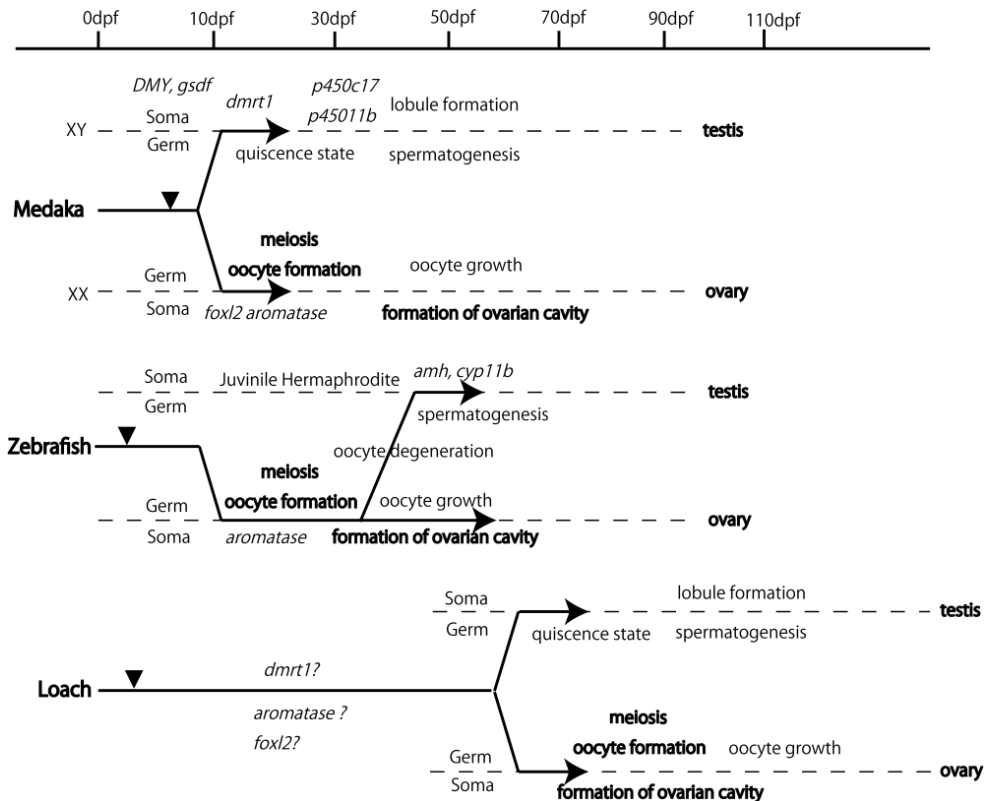 0dpf 10dpf 30dpf 50dpf 70dpf 90dpf 110dpf
DMY, gsdf
p450c17
dmrt1
p45011b
lobule formation
Soma
XY
testis
Germ
quiscence state
spermatogenesis
Medaka
meiosis
oocyte formation
oocyte growth
Germ
XX
ovary
Soma
foxl2 aromatase
formation of ovarian cavity
Soma
Juvinile Hermaphrodite
amh, cyp11b
testis
Germ
spermatogenesis
Zebrafish
oocyte degeneration
meiosis
oocyte formation
oocyte growth
Germ
ovary
Soma
aromatase
formation of ovarian cavity
Soma
lobule formation
testis
Germ
quiscence state
spermatogenesis
dmrt1?
Loach
aromatase ?
foxl2?
meiosis
oocyte formation
oocyte growth
Germ
ovary
Soma
formation of ovarian cavity